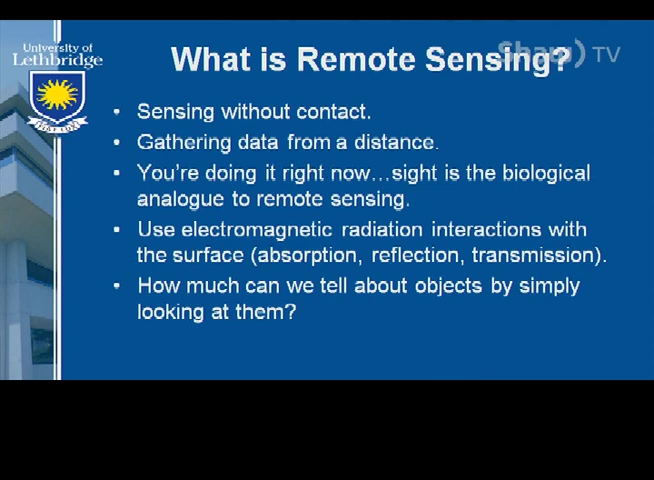 University of
Lethbridge
Shaw) TV
What is Remote Sensing?
• Sensing without contact.
• Gathering data from a distance.
• You're doing it right now...sight is the biological
analogue to remote sensing.
• Use electromagnetic radiation interactions with
the surface (absorption, reflection, transmission).
• How much can we tell about objects by simply
looking at them?